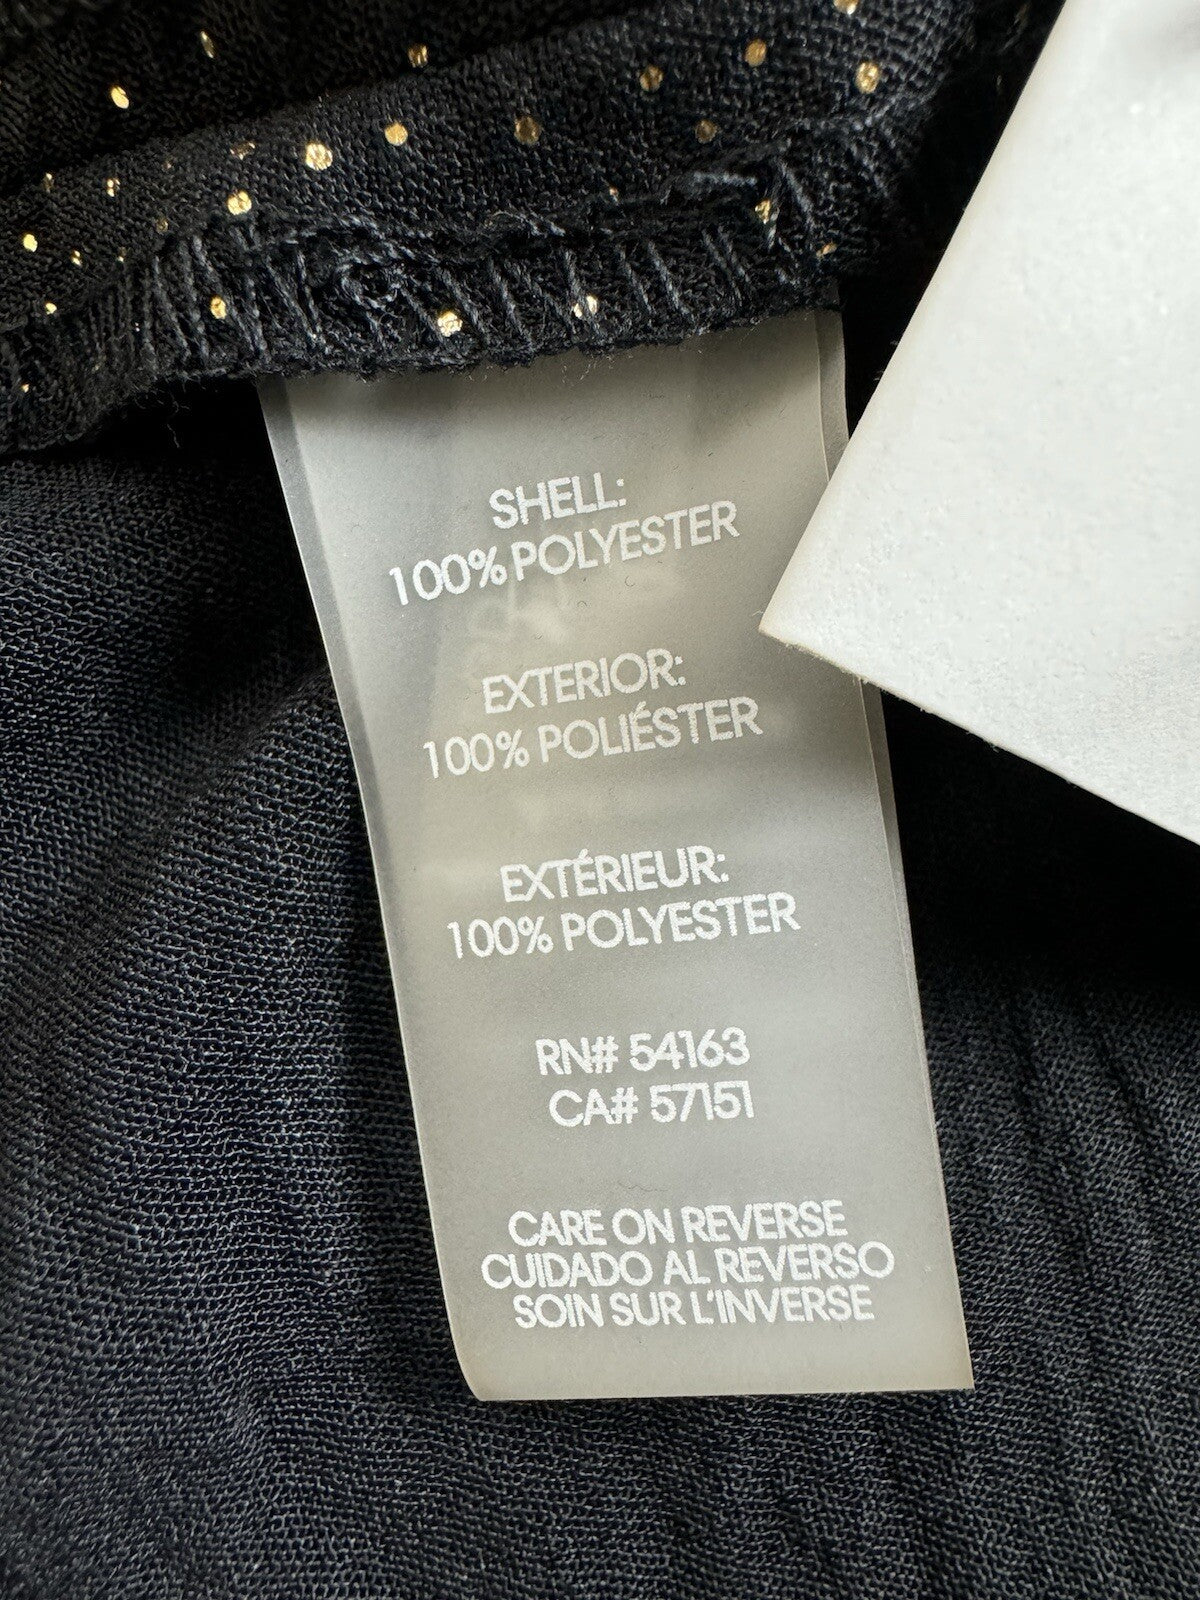 SHELL:
100% POLYESTER
EXTERIOR:
100% POLIÉSTER
EXTÉRIEUR:
100% POLYESTER
RN# 54163
CA# 57151
CARE ON REVERSE
CUIDADO AL REVERSO
SOIN SUR L'INVERSE